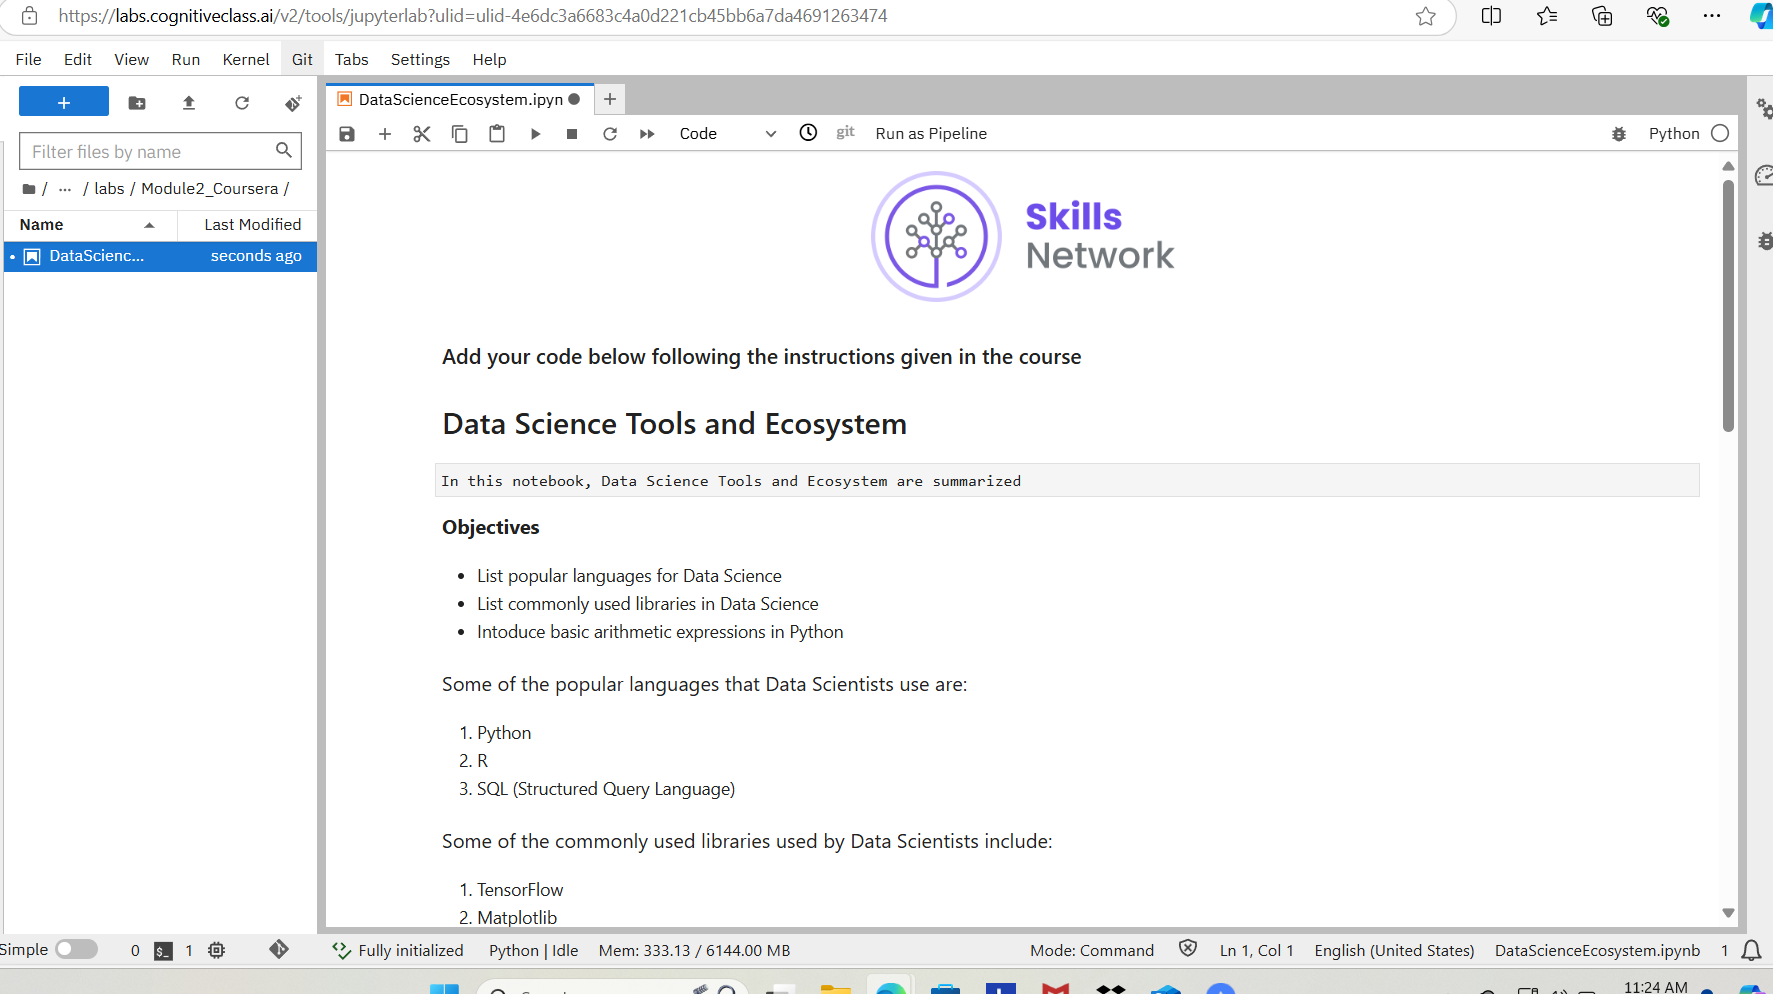 https://labs.cognitiveclass.ai/v2/tools/jupyterlab?ulid=ulid-4e6dc3a6683c4a0d221cb45bb6a7da4691263474
File Edit View Run Kernel Git Tabs Settings Help
DataScienceEcosystem.ipyn
Code git Run as Pipeline Python
Filter files by name
/ ... / labs / Module2_Coursera /
Name Last Modified
DataScienc... seconds ago
Skills
Network
Add your code below following the instructions given in the course
Data Science Tools and Ecosystem
In this notebook, Data Science Tools and Ecosystem are summarized
Objectives
• List popular languages for Data Science
• List commonly used libraries in Data Science
• Intoduce basic arithmetic expressions in Python
Some of the popular languages that Data Scientists use are:
1. Python
2. R
3. SQL (Structured Query Language)
Some of the commonly used libraries used by Data Scientists include:
1. TensorFlow
2. Matplotlib
Simple 0 $_ 1 Fully initialized Python | Idle Mem: 333.13 / 6144.00 MB Mode: Command Ln 1, Col 1 English (United States) DataScienceEcosystem.ipynb 1
11:24 AM